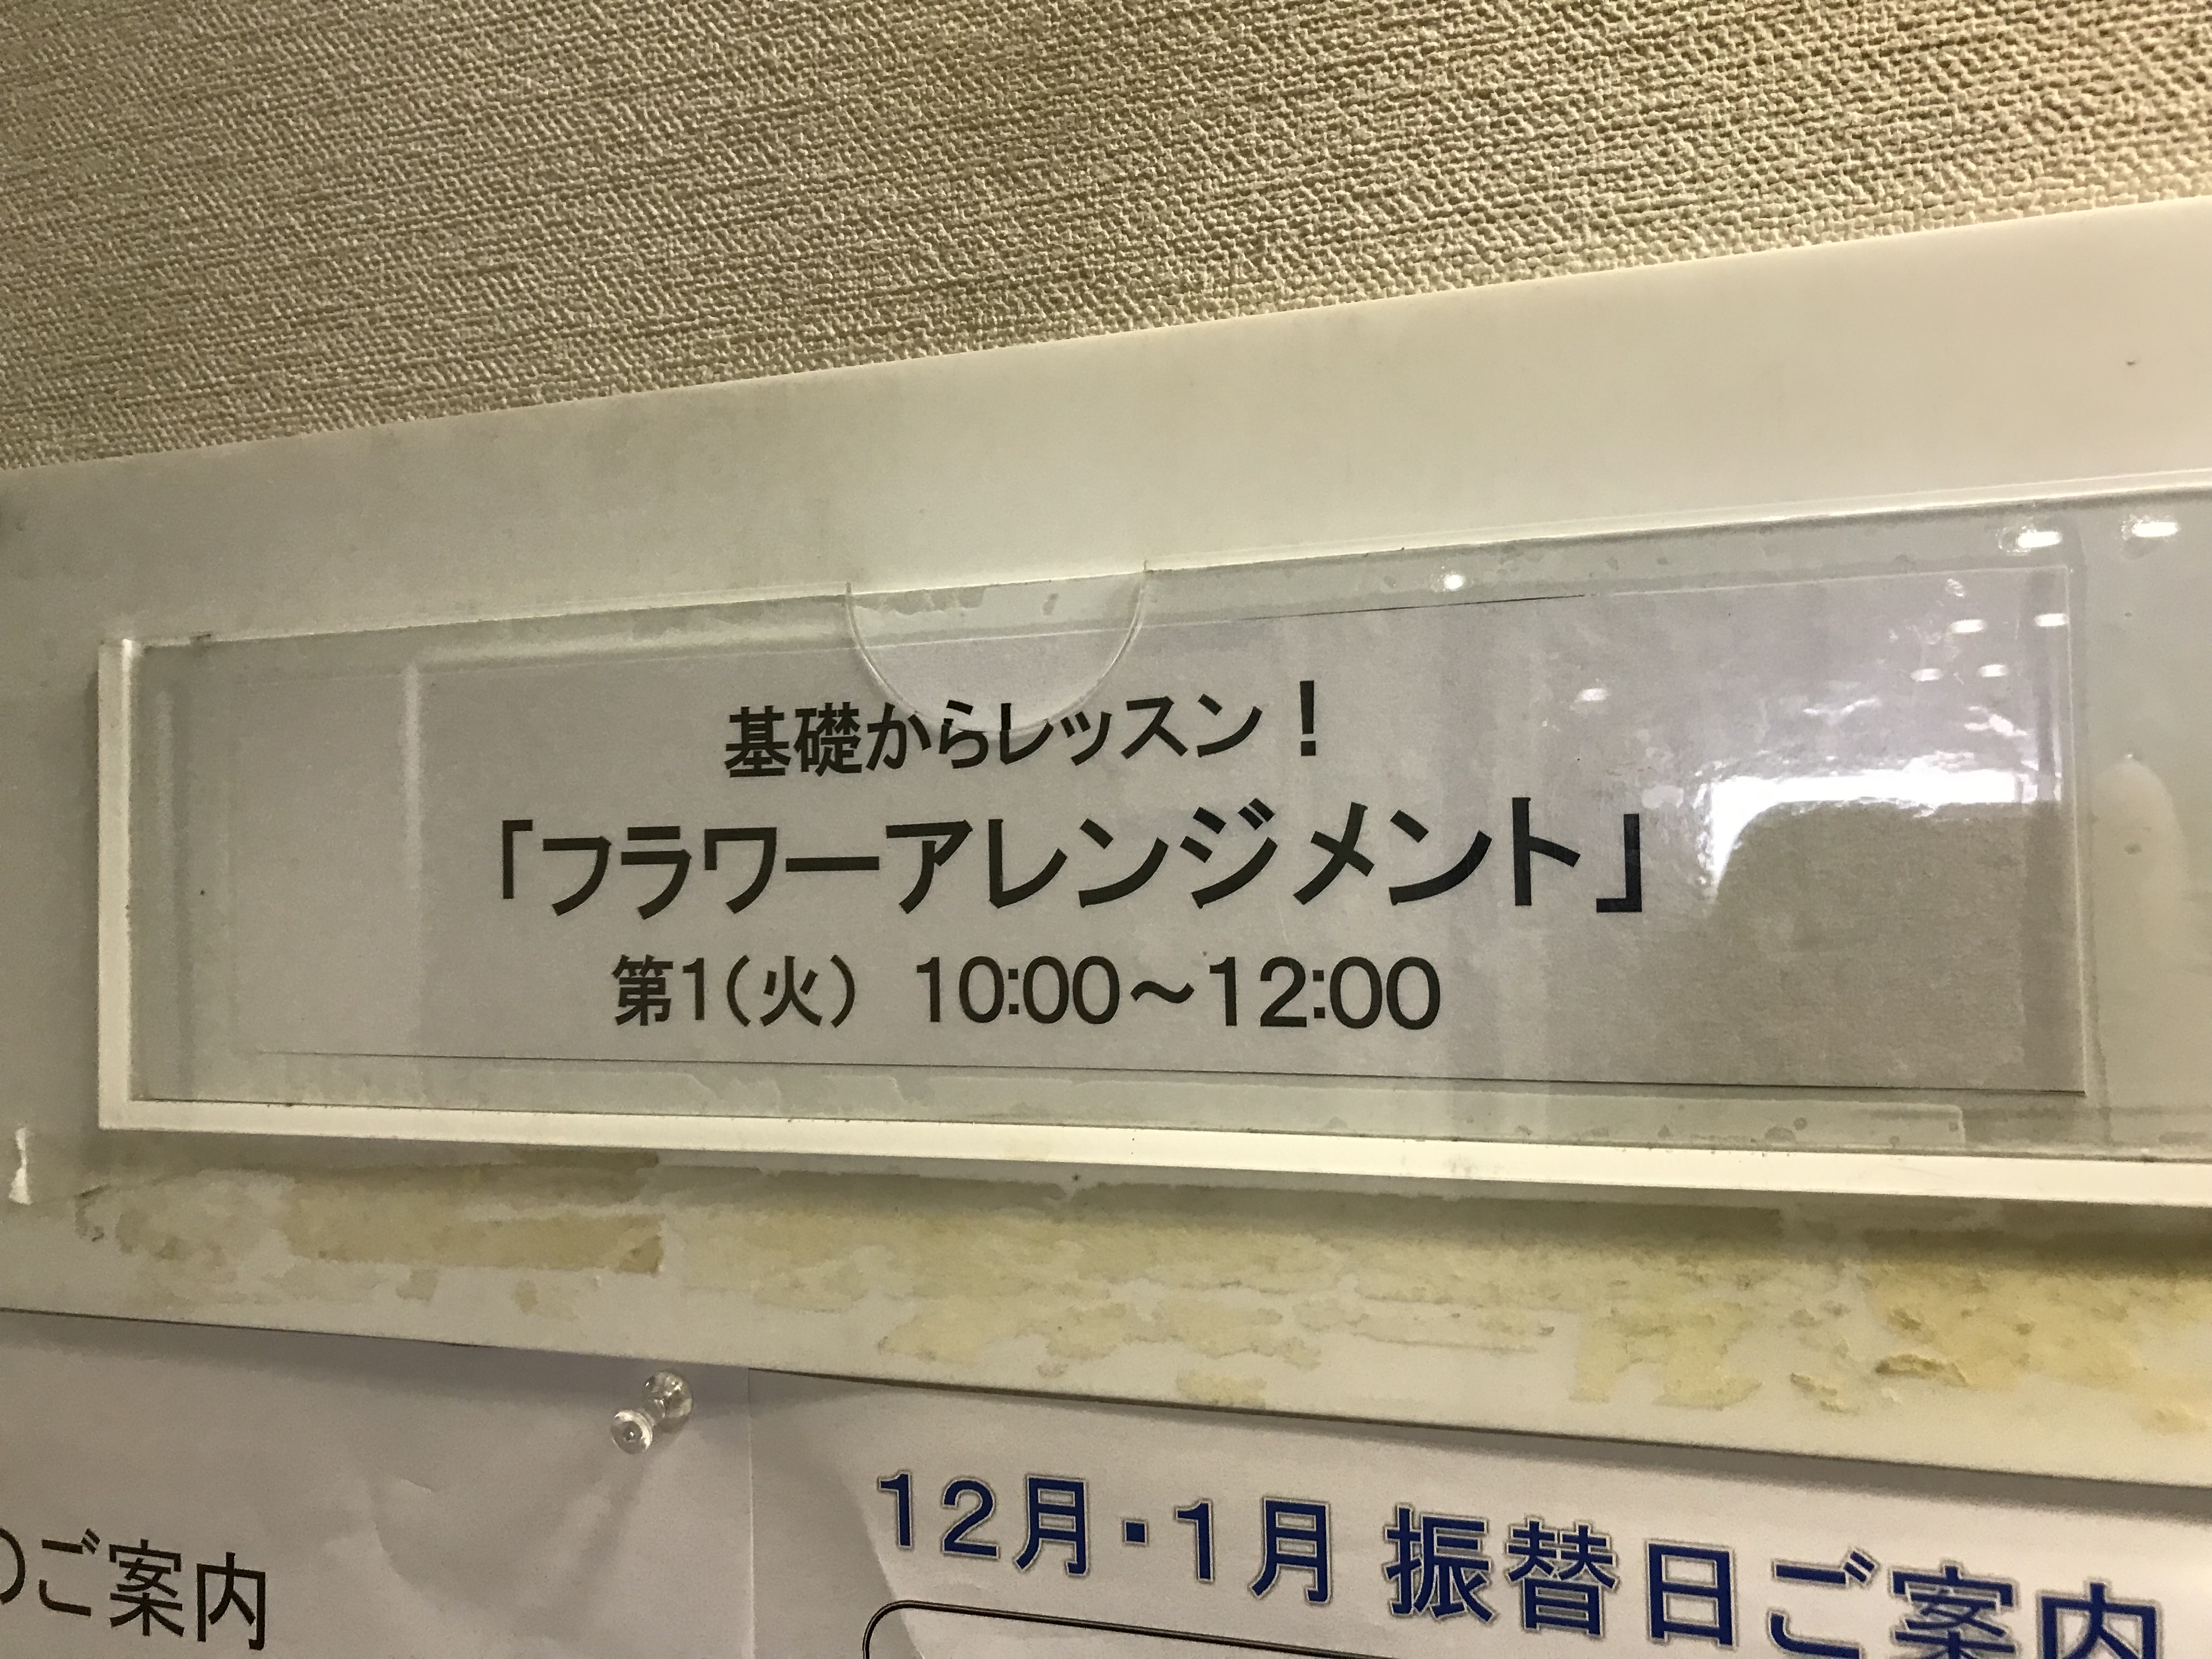 基礎からレッスン！
「フラワーアレンジメント」
第1(火) 10:00～12:00
のご案内
12月・1月 振替日ご案内